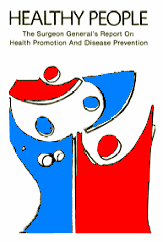 HEALTHY PEOPLE
The Surgeon General's Report On
Health Promotion And Disease Prevention